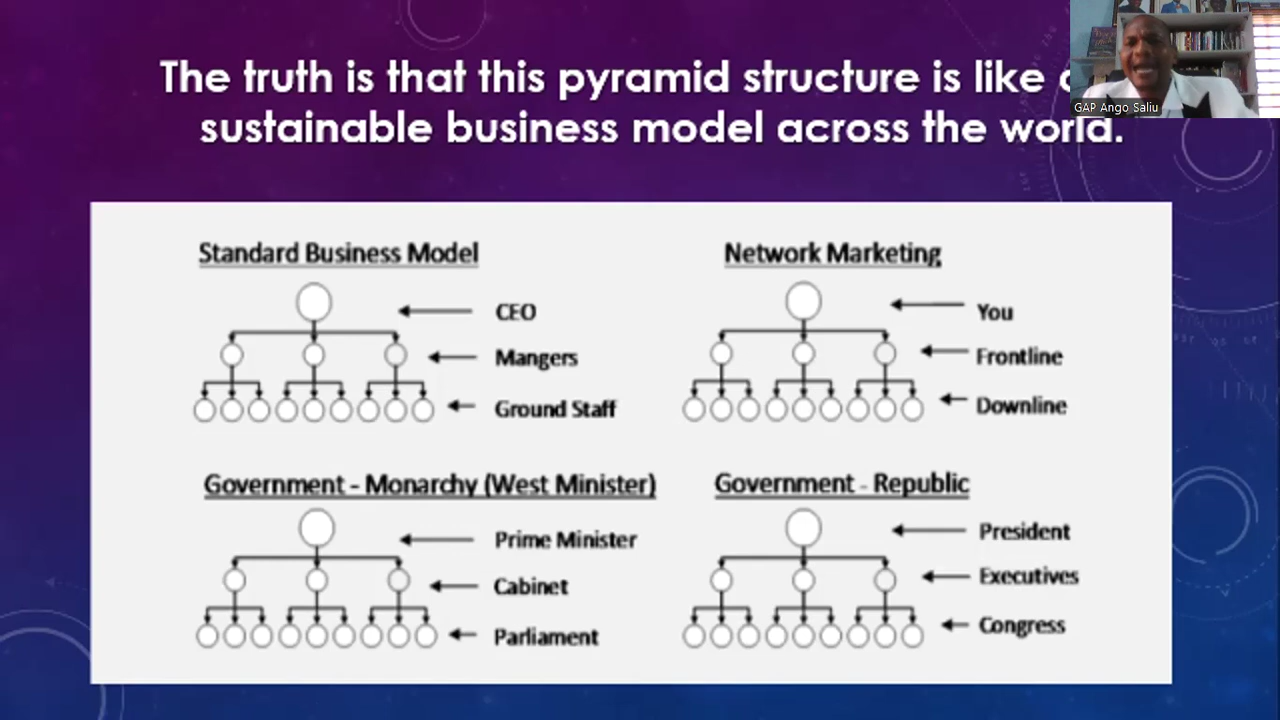 The truth is that this pyramid structure is like
sustainable business model across the world.
GAP Ango Saliu
Standard Business Model
CEO
Mangers
Ground Staff
Network Marketing
You
Frontline
Downline
Government - Monarchy (West Minister)
Prime Minister
Cabinet
Parliament
Government - Republic
President
Executives
Congress